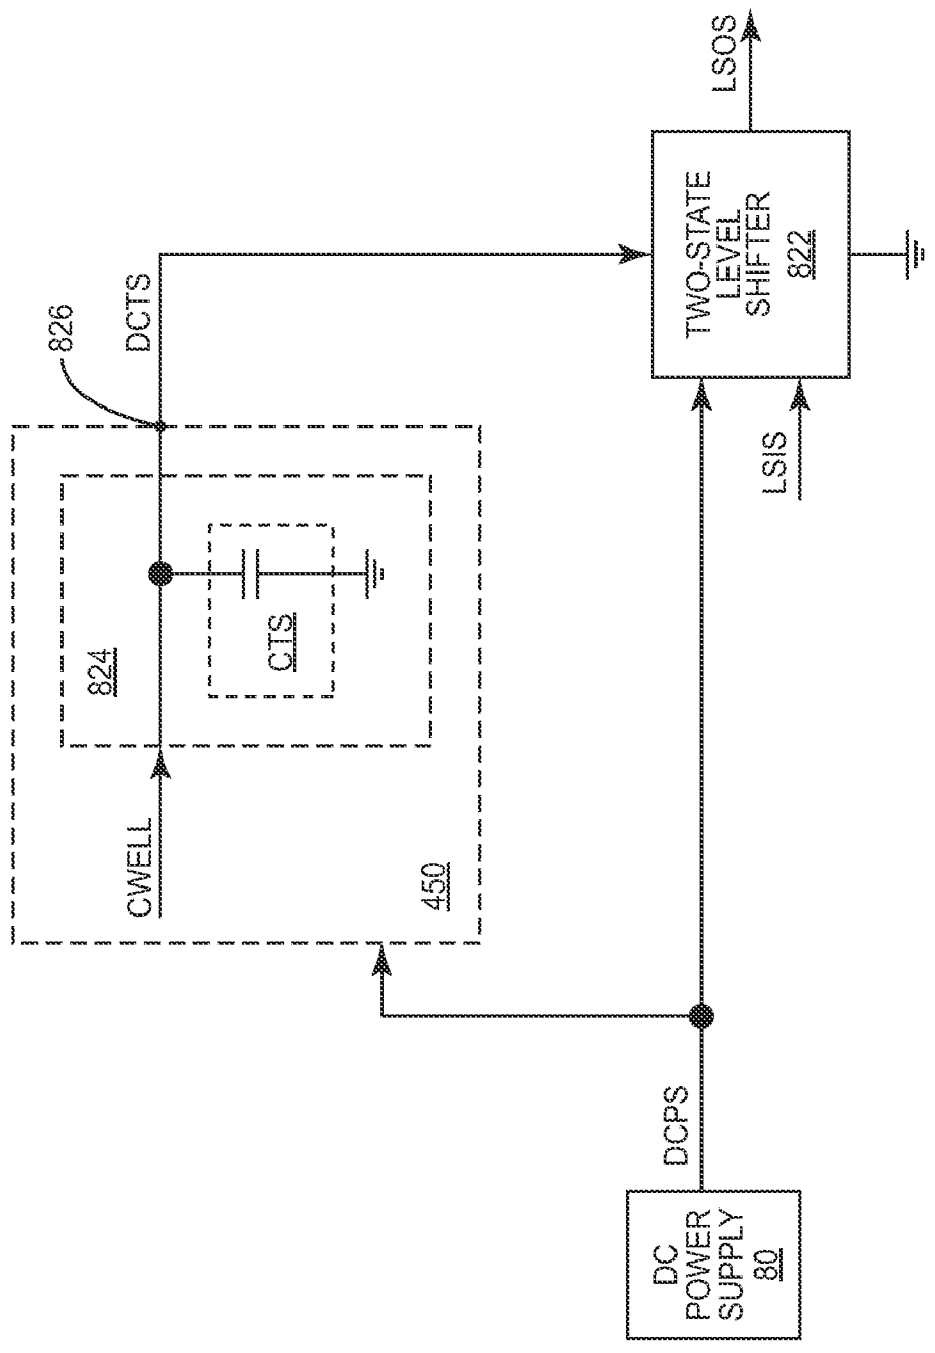 DC
POWER
SUPPLY
80
DCPS
450
CWELL
824
CTS
826
DCTS
LSIS
TWO-STATE
LEVEL
SHIFTER
822
LSOS